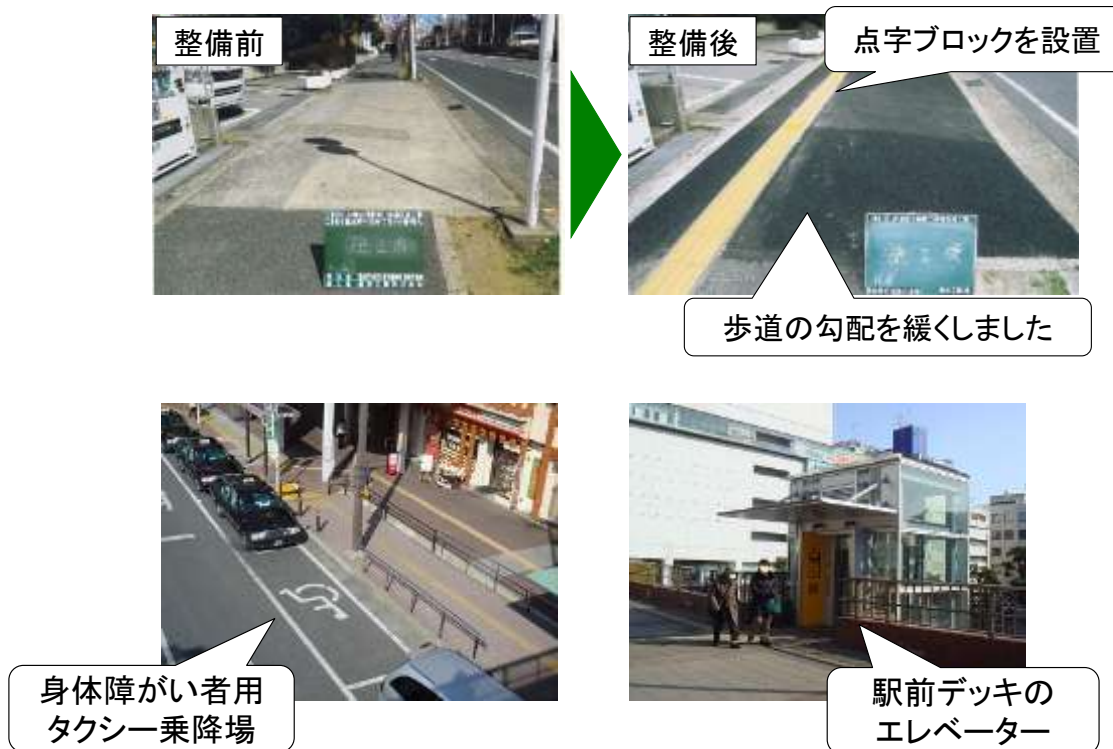 整備前
整備後
点字ブロックを設置
歩道の勾配を緩くしました
身体障がい者用
タクシー乗降場
駅前デッキの
エレベーター